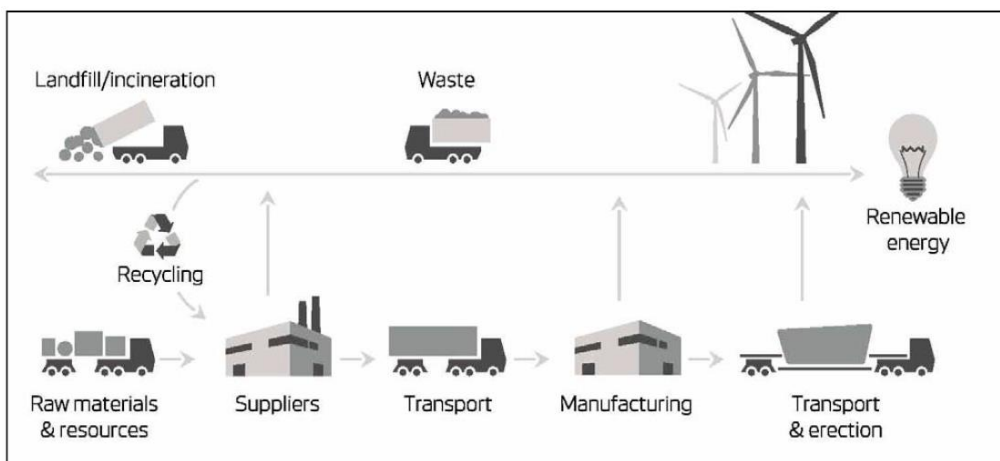 Landfill/incineration
Waste
Renewable
energy
Recycling
Raw materials
& resources
Suppliers
Transport
Manufacturing
Transport
& erection